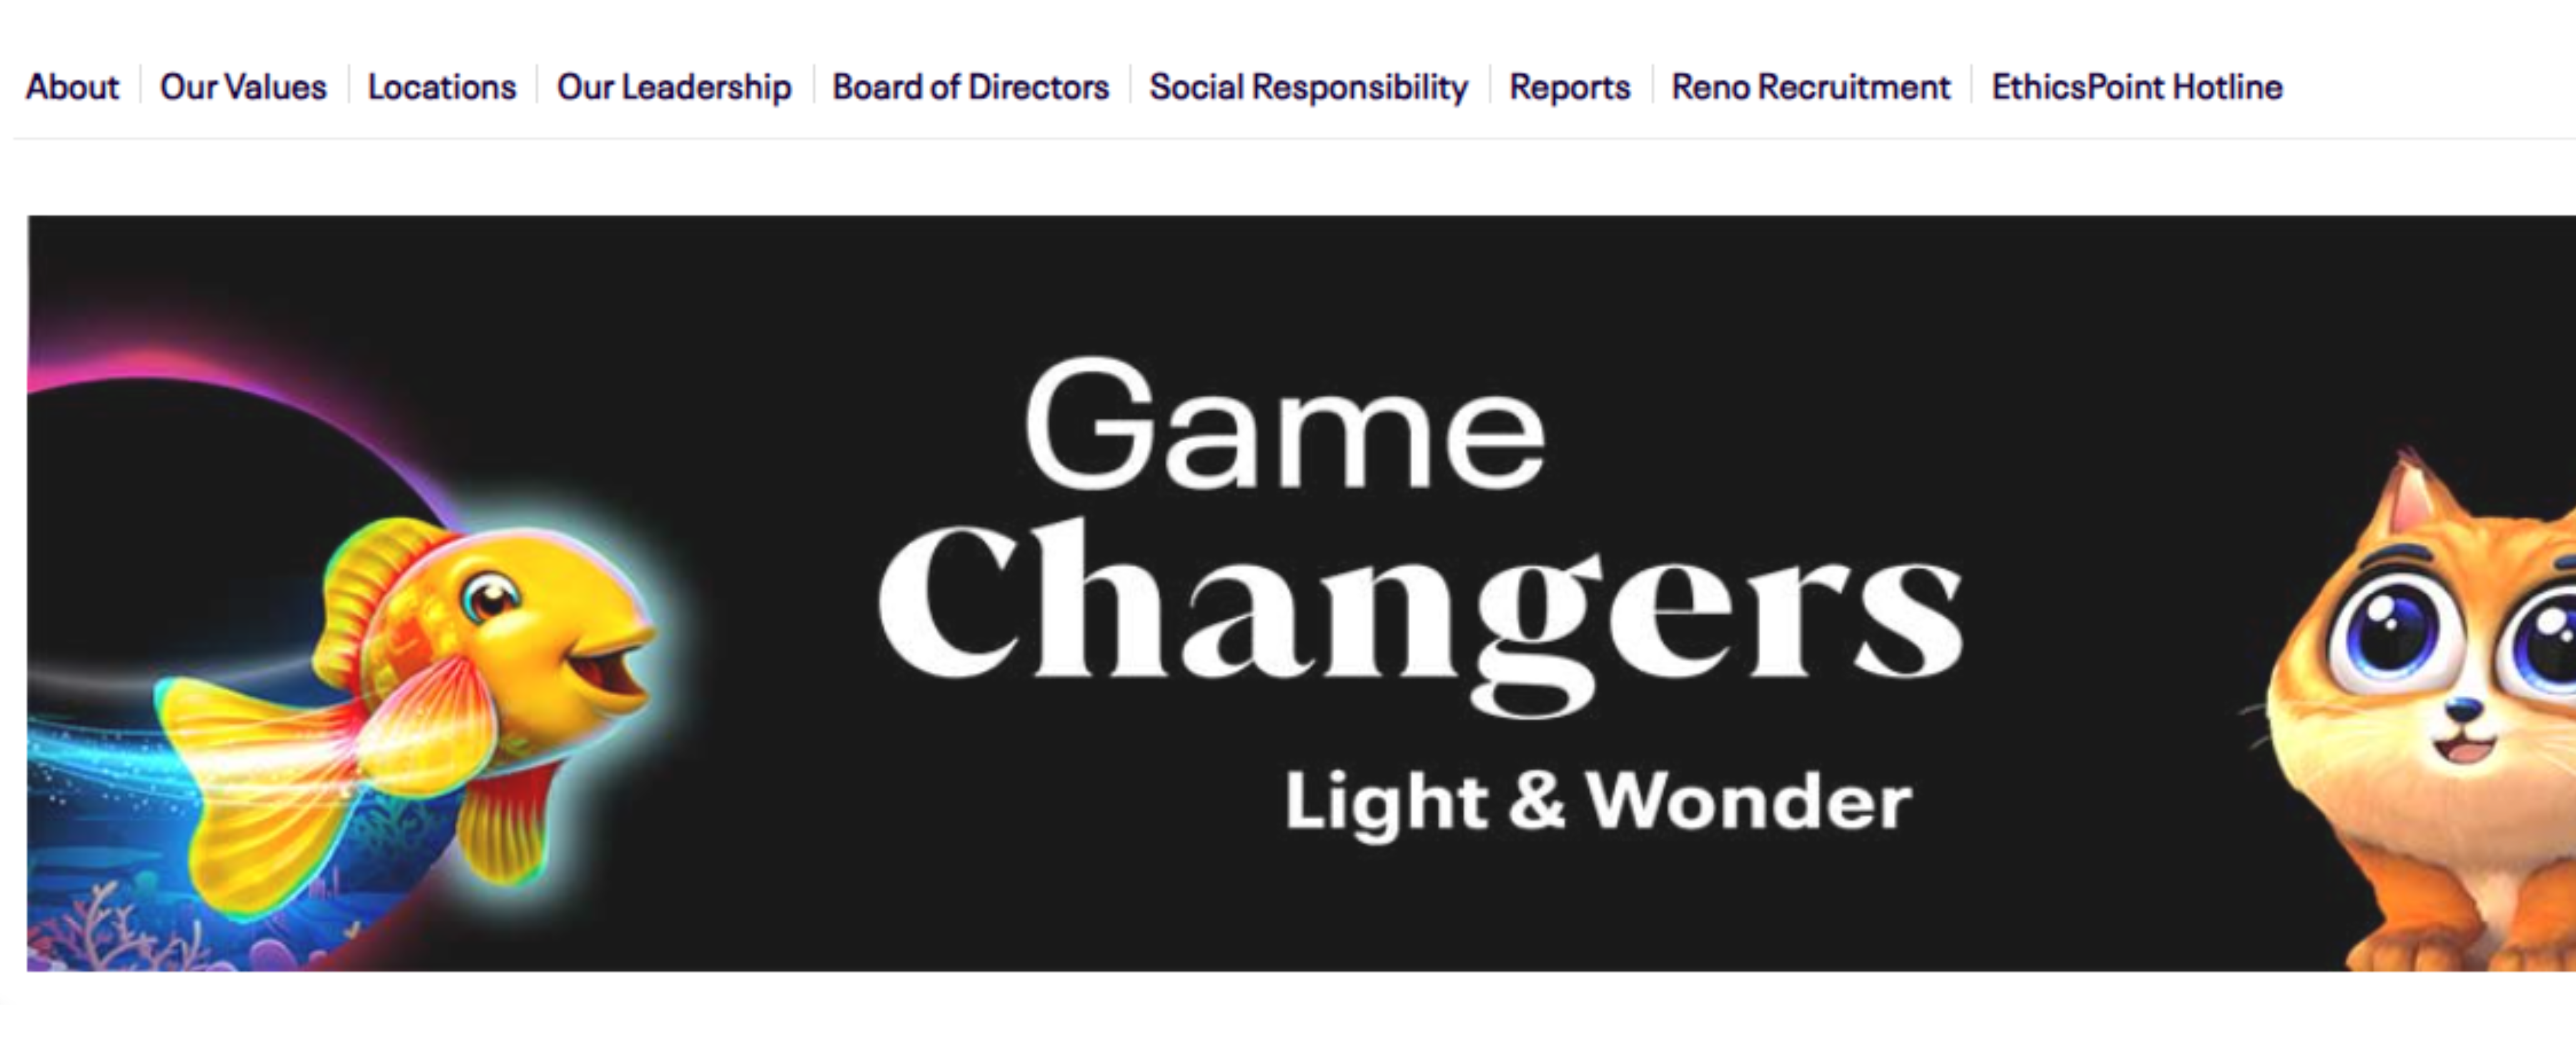 About Our Values Locations Our Leadership Board of Directors Social Responsibility Reports Reno Recruitment EthicsPoint Hotline
Game
Changers
Light & Wonder